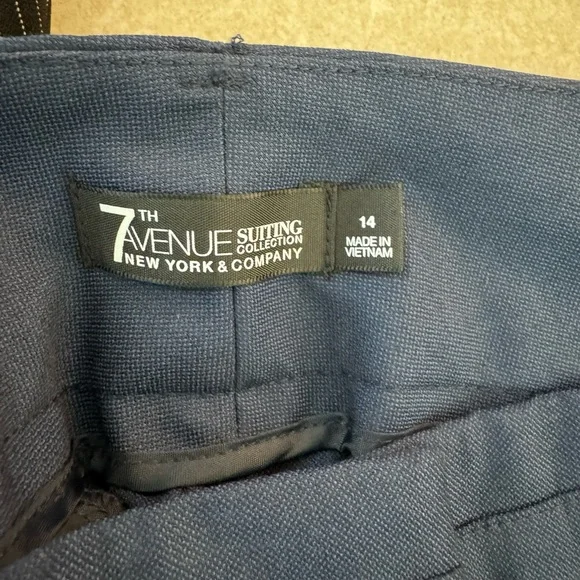 7TH
AVENUE SUITING
COLLECTION
NEW YORK & COMPANY
14
MADE IN
VIETNAM